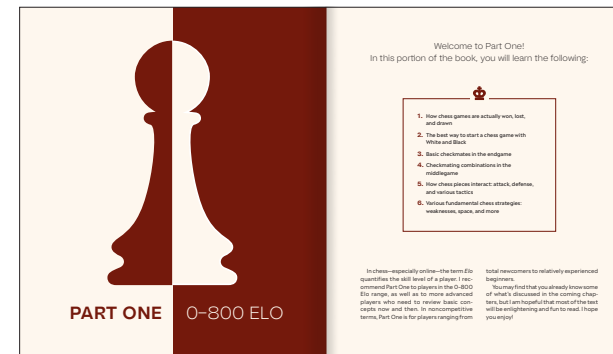 PART ONE 0–800 ELO
Welcome to Part One!
In this portion of the book, you will learn the following:
1. How chess games are actually won, lost,
and drawn
2. The best way to start a chess game with
White and Black
3. Basic checkmates in the endgame
4. Checkmating combinations in the
middlegame
5. How chess pieces interact: attack, defense,
and various tactics
6. Various fundamental chess strategies:
weaknesses, space, and more
In chess—especially online—the term Elo
quantifies the skill level of a player. I rec-
ommend Part One to players in the 0–800
Elo range, as well as to more advanced
players who need to review basic con-
cepts now and then. In noncompetitive
terms, Part One is for players ranging from
total newcomers to relatively experienced
beginners.
You may find that you already know some
of what's discussed in the coming chap-
ters, but I am hopeful that most of the text
will be enlightening and fun to read. I hope
you enjoy!